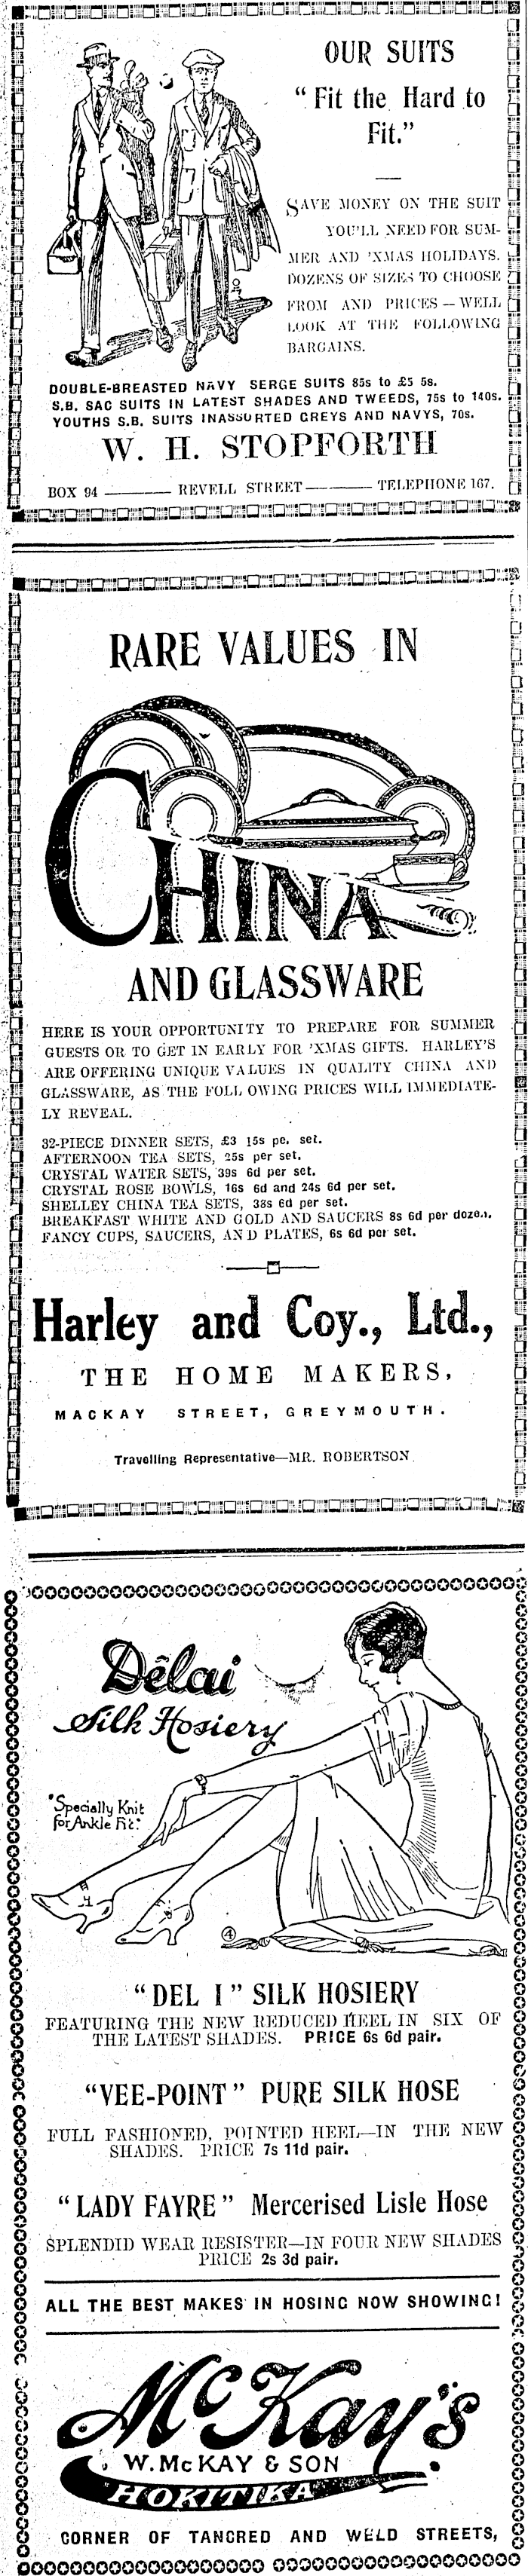 OUR SUITS
“ Fit the Hard to
Fit.”
SAVE MONEY ON THE SUIT
YOU'LL NEED FOR SUM-
MER AND 'XMAS HOLIDAYS.
DOZENS OF SIZES TO CHOOSE
FROM AND PRICES — WELL
LOOK AT THE FOLLOWING
BARGAINS.
DOUBLE-BREASTED NAVY SERGE SUITS 85s to £5 5s.
S.B. SAC SUITS IN LATEST SHADES AND TWEEDS, 75s to 140s.
YOUTHS S.B. SUITS INASSORTED GREYS AND NAVYS, 70s.
W. H. STOPFORTH
BOX 94 ——— REVELL STREET ——— TELEPHONE 167.
RARE VALUES IN
CHINA
AND GLASSWARE
HERE IS YOUR OPPORTUNITY TO PREPARE FOR SUMMER
GUESTS OR TO GET IN EARLY FOR 'XMAS GIFTS. HARLEY'S
ARE OFFERING UNIQUE VALUES IN QUALITY CHINA AND
GLASSWARE, AS THE FOLL OWING PRICES WILL IMMEDIATE-
LY REVEAL.
32-PIECE DINNER SETS, £3 15s pe. set.
AFTERNOON TEA SETS, 25s per set.
CRYSTAL WATER SETS, 39s 6d per set.
CRYSTAL ROSE BOWLS, 16s 6d and 24s 6d per set.
SHELLEY CHINA TEA SETS, 38s 6d per set.
BREAKFAST WHITE AND GOLD AND SAUCERS 8s 6d per dozen.
FANCY CUPS, SAUCERS, AN D PLATES, 6s 6d per set.
Harley and Coy., Ltd.,
THE HOME MAKERS,
MACKAY STREET, GREYMOUTH.
Travelling Representative—MR. ROBERTSON
Dêlai
Silk Hosiery
"Specially Knit
for Ankle Fit."
4
“ DEL I ” SILK HOSIERY
FEATURING THE NEW REDUCED HEEL IN SIX OF
THE LATEST SHADES. PRICE 6s 6d pair.
“VEE-POINT ” PURE SILK HOSE
FULL FASHIONED, POINTED HEEL—IN THE NEW
SHADES. PRICE 7s 11d pair.
“ LADY FAYRE ” Mercerised Lisle Hose
SPLENDID WEAR RESISTER—IN FOUR NEW SHADES
PRICE 2s 3d pair.
ALL THE BEST MAKES IN HOSING NOW SHOWING!
McKay's
W. McKAY & SON
HOKITIKA
CORNER OF TANCRED AND WELD STREETS,